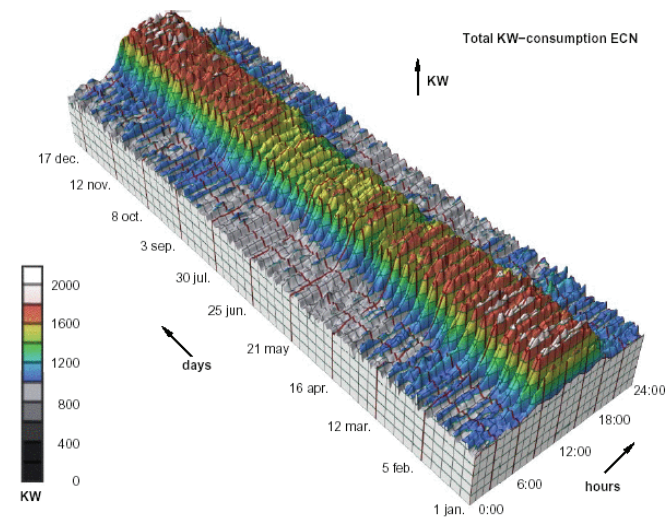 Total KW-consumption ECN
KW
17 dec.
12 nov.
8 oct.
3 sep.
30 jul.
25 jun.
21 may
16 apr.
12 mar.
5 feb.
1 jan.
days
0:00
6:00
12:00
18:00
24:00
hours
2000
1600
1200
800
400
0
KW